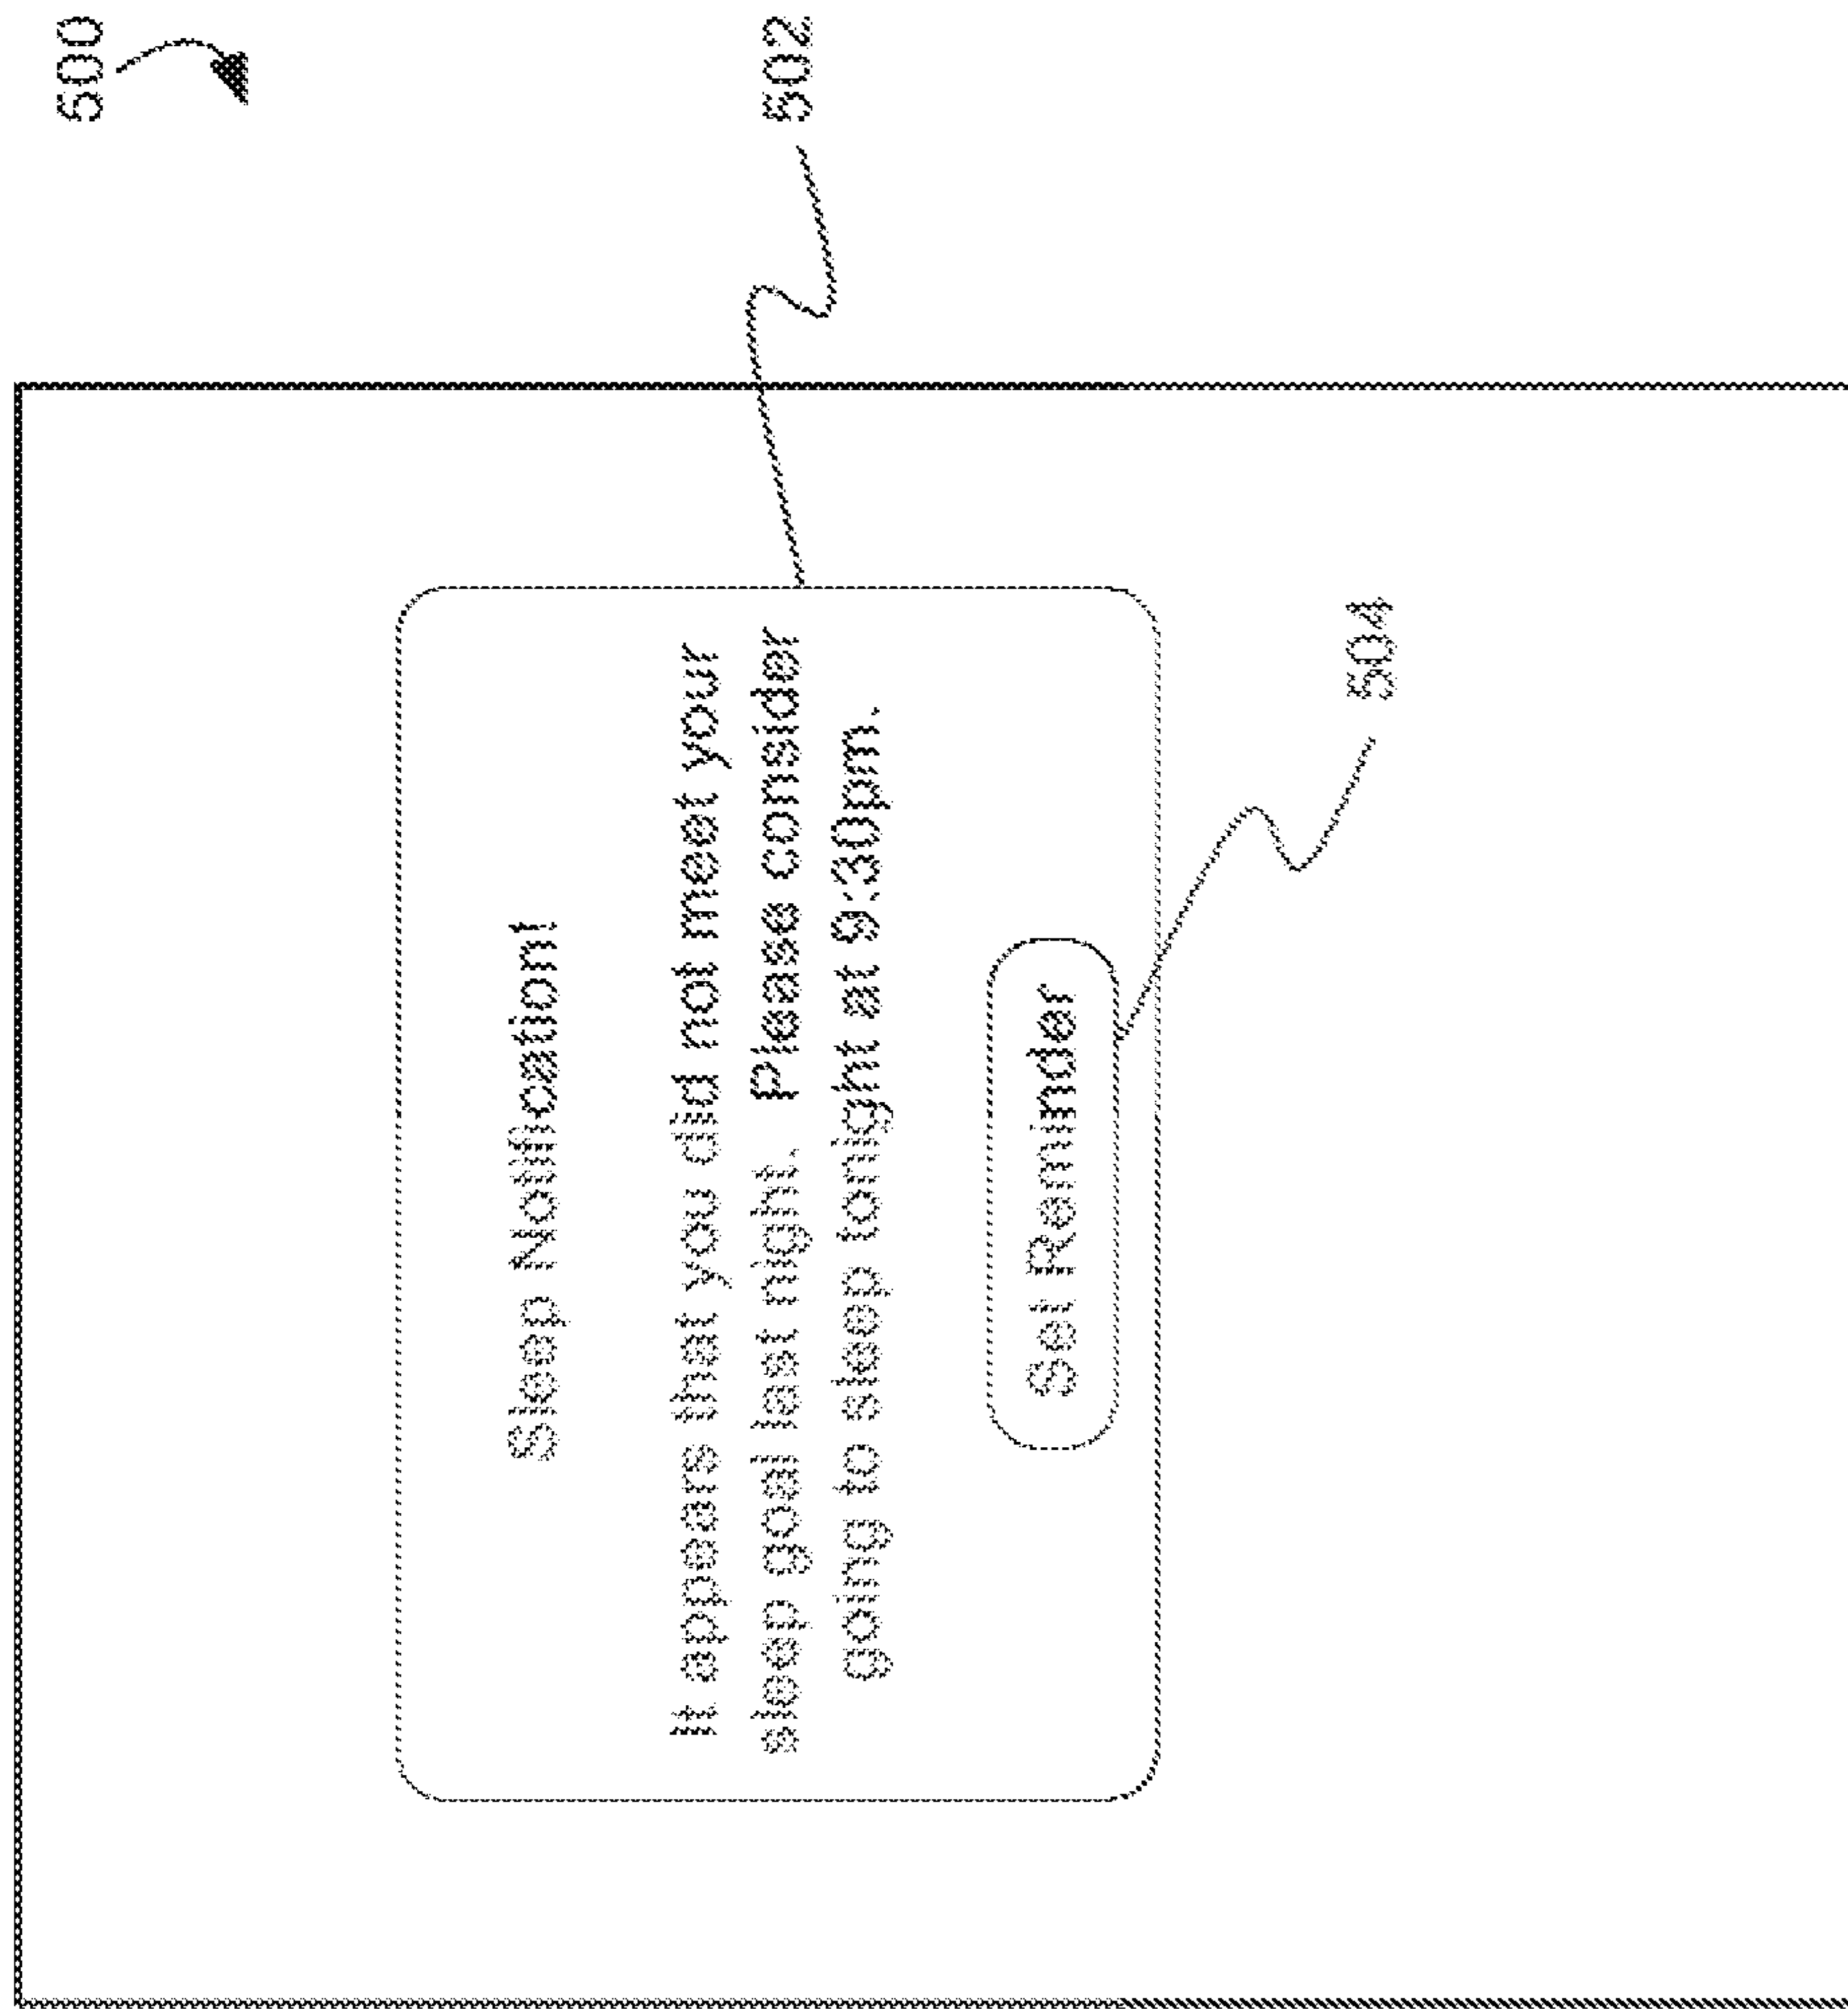 500
502
Sleep Notification!
It appears that you did not meet your
sleep goal last night. Please consider
going to sleep tonight at 9:30pm.
Set Reminder
504